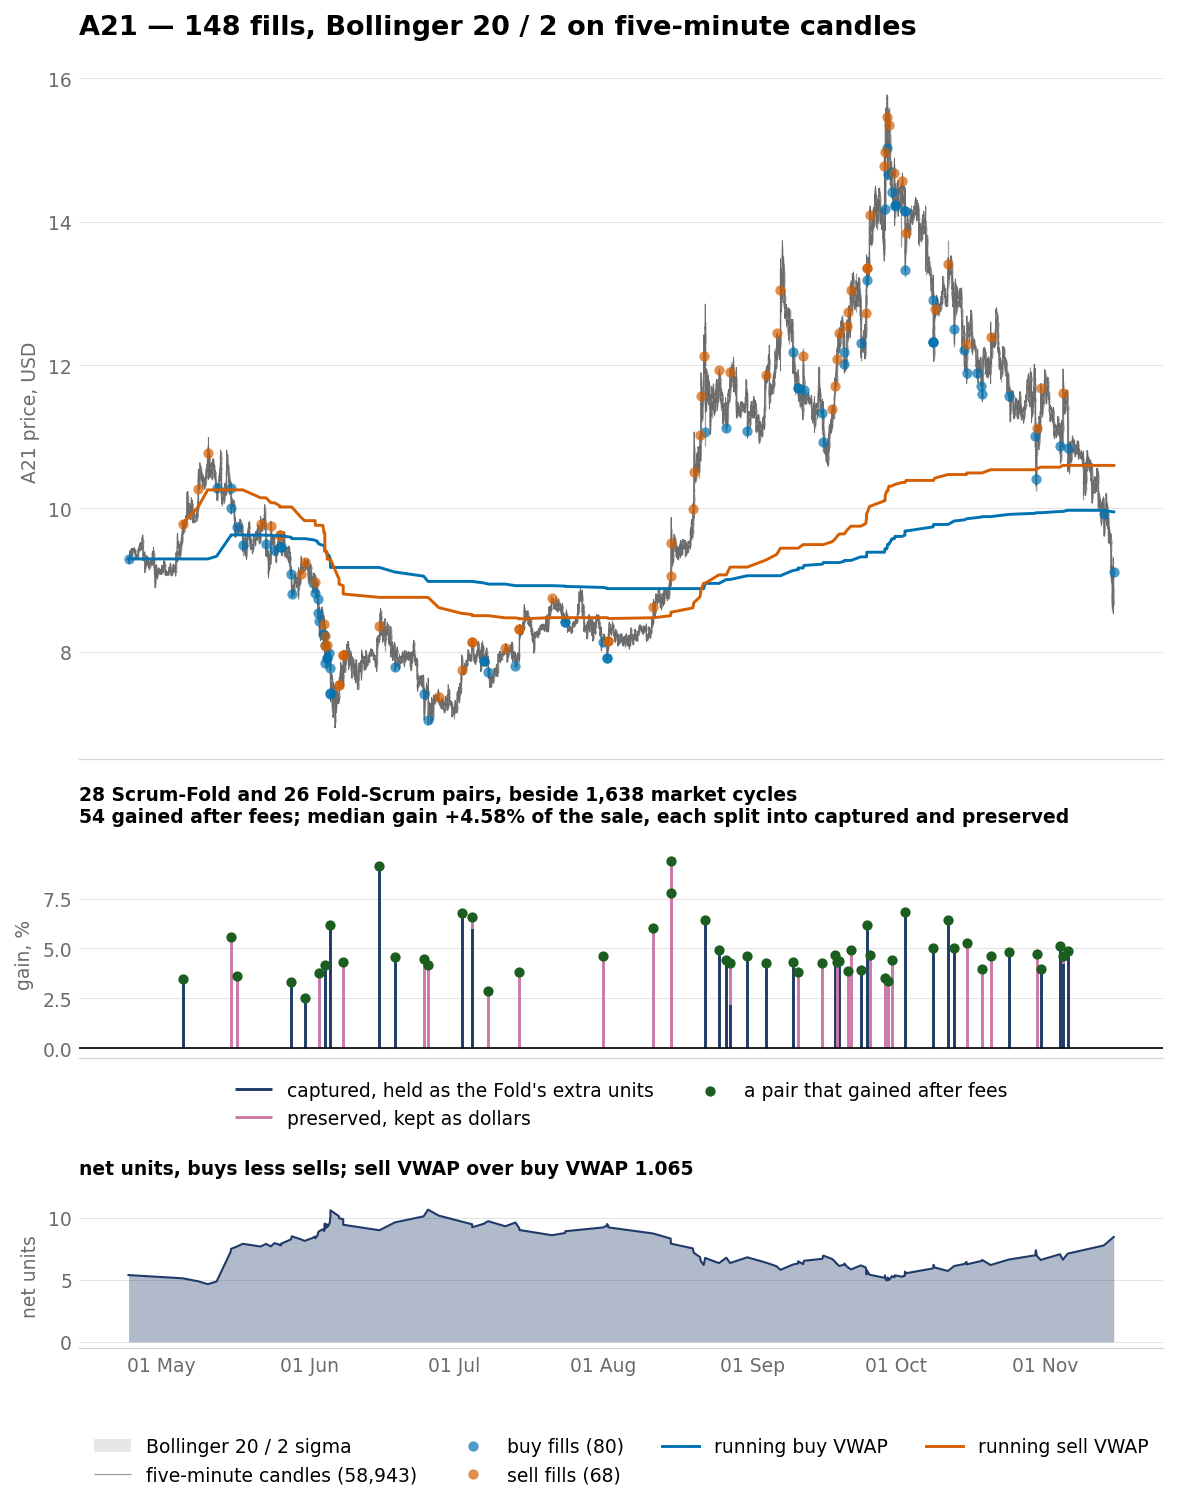 A21 — 148 fills, Bollinger 20 / 2 on five-minute candles
16
14
12
10
8
A21 price, USD
28 Scrum-Fold and 26 Fold-Scrum pairs, beside 1,638 market cycles
54 gained after fees; median gain +4.58% of the sale, each split into captured and preserved
7.5
5.0
2.5
0.0
gain, %
captured, held as the Fold's extra units
a pair that gained after fees
preserved, kept as dollars
net units, buys less sells; sell VWAP over buy VWAP 1.065
10
5
0
net units
01 May 01 Jun 01 Jul 01 Aug 01 Sep 01 Oct 01 Nov
Bollinger 20 / 2 sigma
buy fills (80)
running buy VWAP
running sell VWAP
five-minute candles (58,943)
sell fills (68)